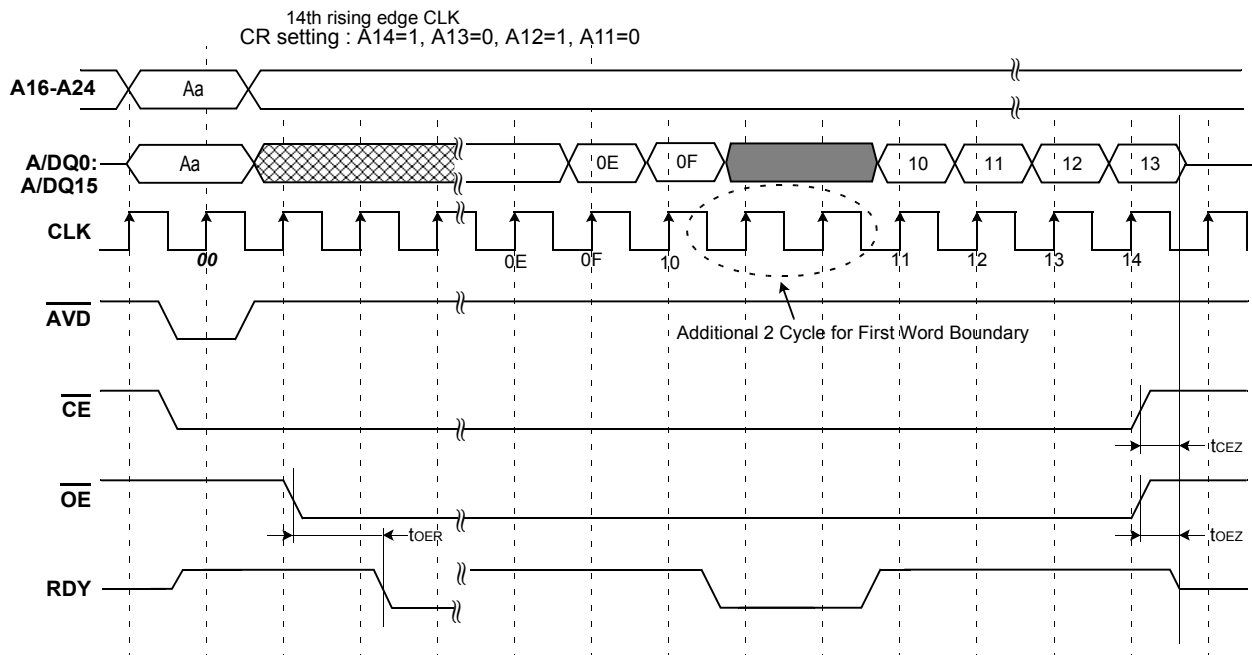 14th rising edge CLK
CR setting : A14=1, A13=0, A12=1, A11=0
A16-A24
Aa
A/DQ0:
A/DQ15
Aa
0E
0F
10
11
12
13
CLK
00
0E
0F
10
11
12
13
14
AVD
Additional 2 Cycle for First Word Boundary
CE
tCEZ
OE
tOER
tOEZ
RDY